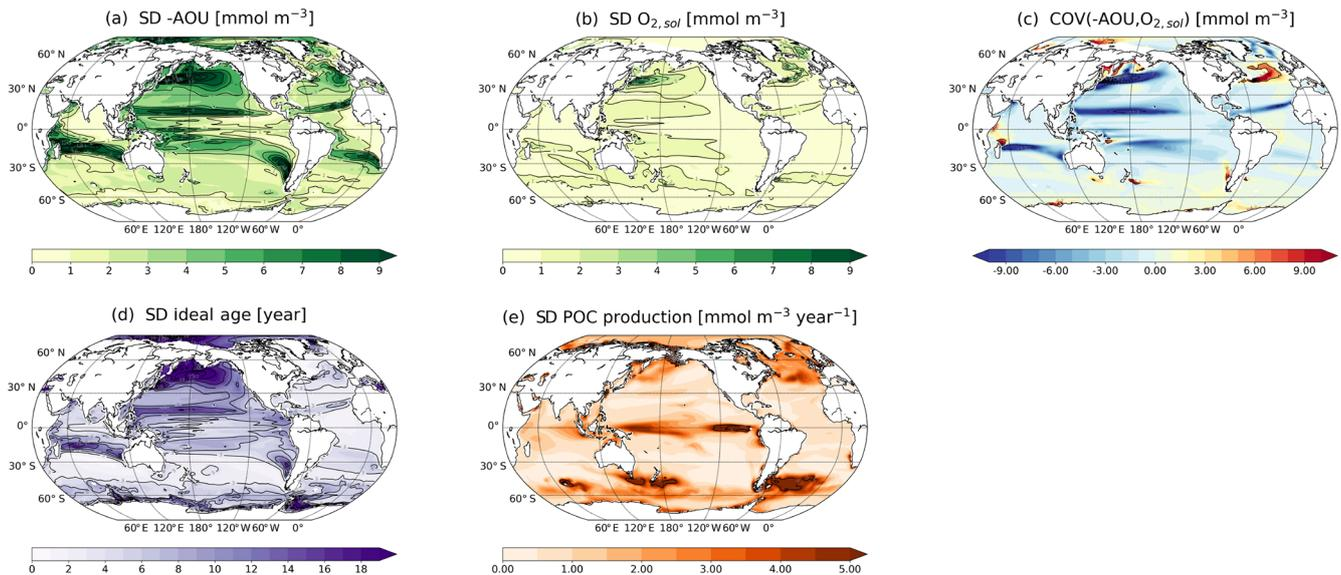 (a) SD -AOU [mmol m⁻³]
60° N
30° N
0°
30° S
60° S
60°E 120°E 180° 120°W 60°W 0°
0 1 2 3 4 5 6 7 8 9
(b) SD O₂,sol [mmol m⁻³]
60° N
30° N
0°
30° S
60° S
60°E 120°E 180° 120°W 60°W 0°
0 1 2 3 4 5 6 7 8 9
(c) COV(-AOU,O₂,sol) [mmol m⁻³]
60° N
30° N
0°
30° S
60° S
60°E 120°E 180° 120°W 60°W 0°
-9.00 -6.00 -3.00 0.00 3.00 6.00 9.00
(d) SD ideal age [year]
60° N
30° N
0°
30° S
60° S
60°E 120°E 180° 120°W 60°W 0°
0 2 4 6 8 10 12 14 16 18
(e) SD POC production [mmol m⁻³ year⁻¹]
60° N
30° N
0°
30° S
60° S
60°E 120°E 180° 120°W 60°W 0°
0.00 1.00 2.00 3.00 4.00 5.00